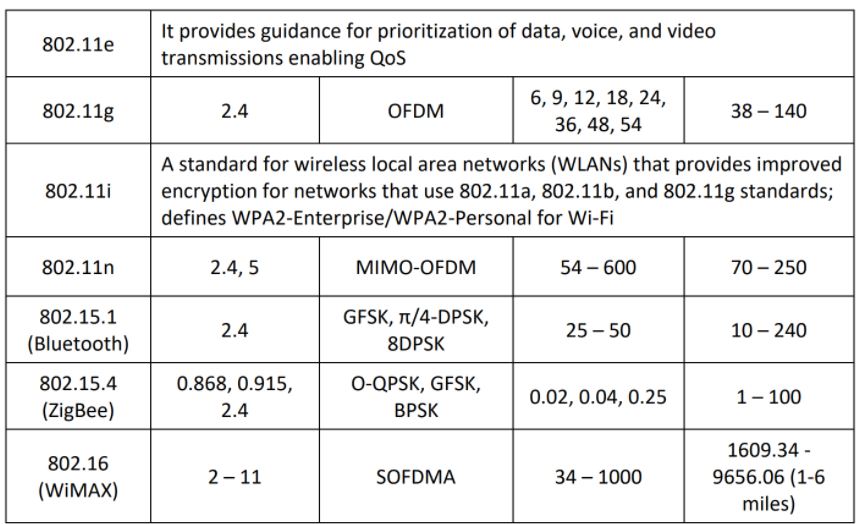 802.11e
It provides guidance for prioritization of data, voice, and video
transmissions enabling QoS
802.11g
2.4
OFDM
6, 9, 12, 18, 24,
36, 48, 54
38 – 140
802.11i
A standard for wireless local area networks (WLANs) that provides improved
encryption for networks that use 802.11a, 802.11b, and 802.11g standards;
defines WPA2-Enterprise/WPA2-Personal for Wi-Fi
802.11n
2.4, 5
MIMO-OFDM
54 – 600
70 – 250
802.15.1
(Bluetooth)
2.4
GFSK, π/4-DPSK,
8DPSK
25 – 50
10 – 240
802.15.4
(ZigBee)
0.868, 0.915,
2.4
O-QPSK, GFSK,
BPSK
0.02, 0.04, 0.25
1 – 100
802.16
(WiMAX)
2 – 11
SOFDMA
34 – 1000
1609.34 -
9656.06 (1-6
miles)